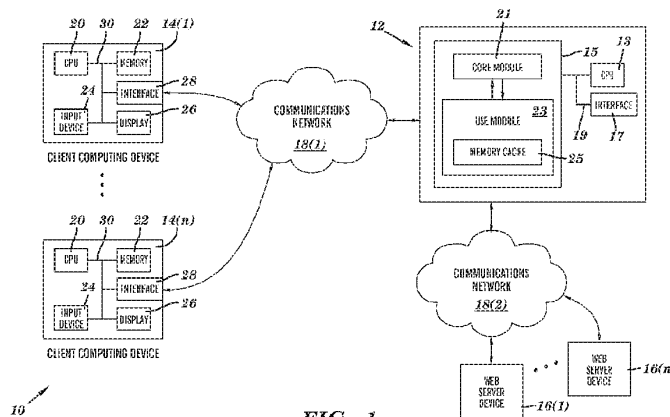 20
30
22
14(1)
CPU
MEMORY
24
28
INTERFACE
INPUT
DEVICE
26
DISPLAY
CLIENT COMPUTING DEVICE
20
30
22
14(n)
CPU
MEMORY
24
28
INTERFACE
INPUT
DEVICE
26
DISPLAY
CLIENT COMPUTING DEVICE
10
COMMUNICATIONS
NETWORK
18(1)
12
21
15
13
CORE MODULE
CPU
INTERFACE
USE MODULE
23
19
17
MEMORY CACHE
25
COMMUNICATIONS
NETWORK
18(2)
WEB
SERVER
DEVICE
16(n)
WEB
SERVER
DEVICE
16(1)